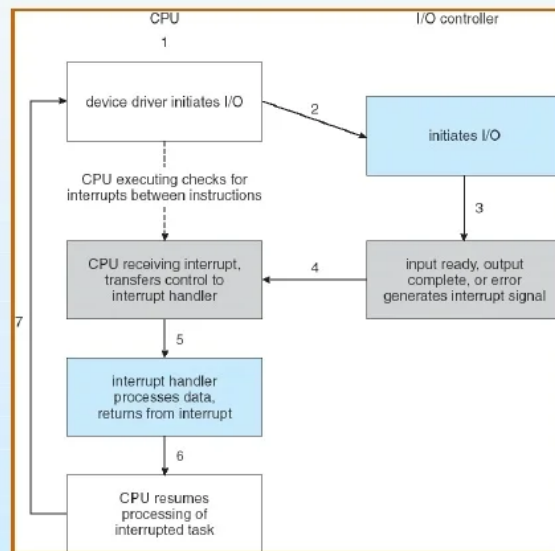 CPU
I/O controller
1
device driver initiates I/O
2
initiates I/O
CPU executing checks for
interrupts between instructions
3
CPU receiving interrupt,
transfers control to
interrupt handler
4
input ready, output
complete, or error
generates interrupt signal
7
5
interrupt handler
processes data,
returns from interrupt
6
CPU resumes
processing of
interrupted task